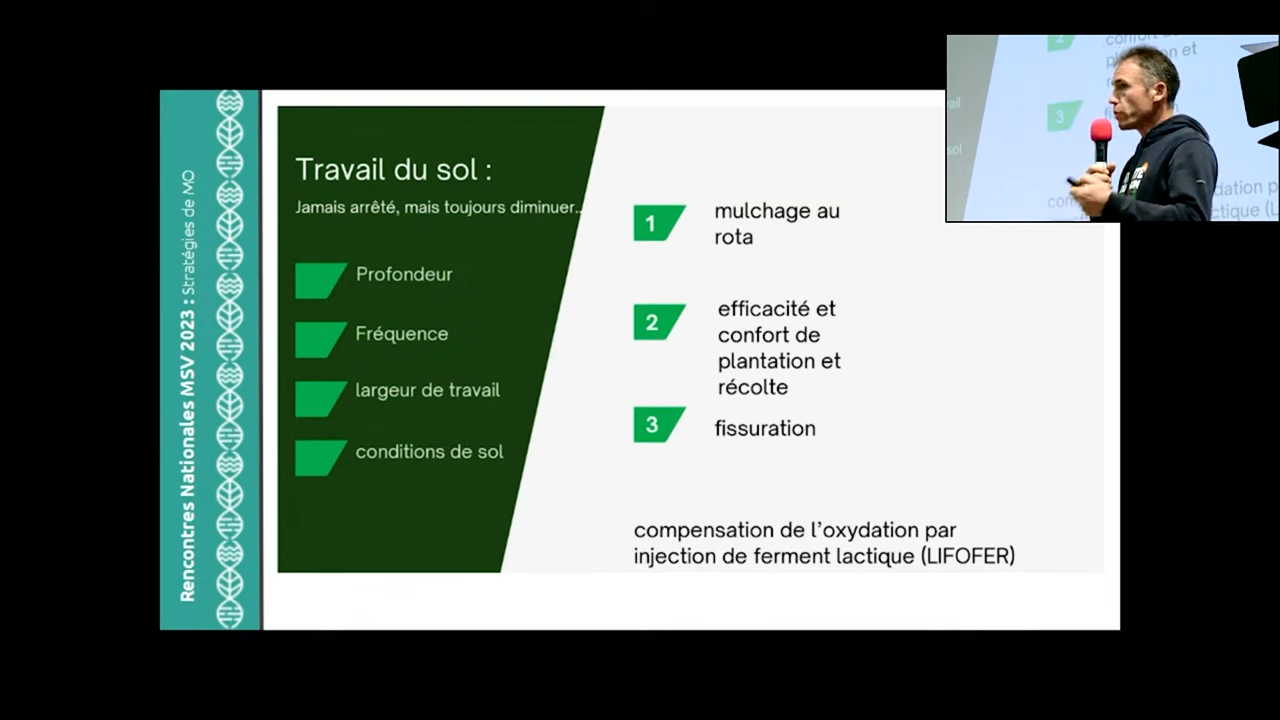 Rencontres Nationales MSV 2023 : Stratégies de MO
Travail du sol :
Jamais arrêté, mais toujours diminuer..
Profondeur
Fréquence
largeur de travail
conditions de sol
1
mulchage au
rota
2
efficacité et
confort de
plantation et
récolte
3
fissuration
compensation de l’oxydation par
injection de ferment lactique (LIFOFER)
2
3